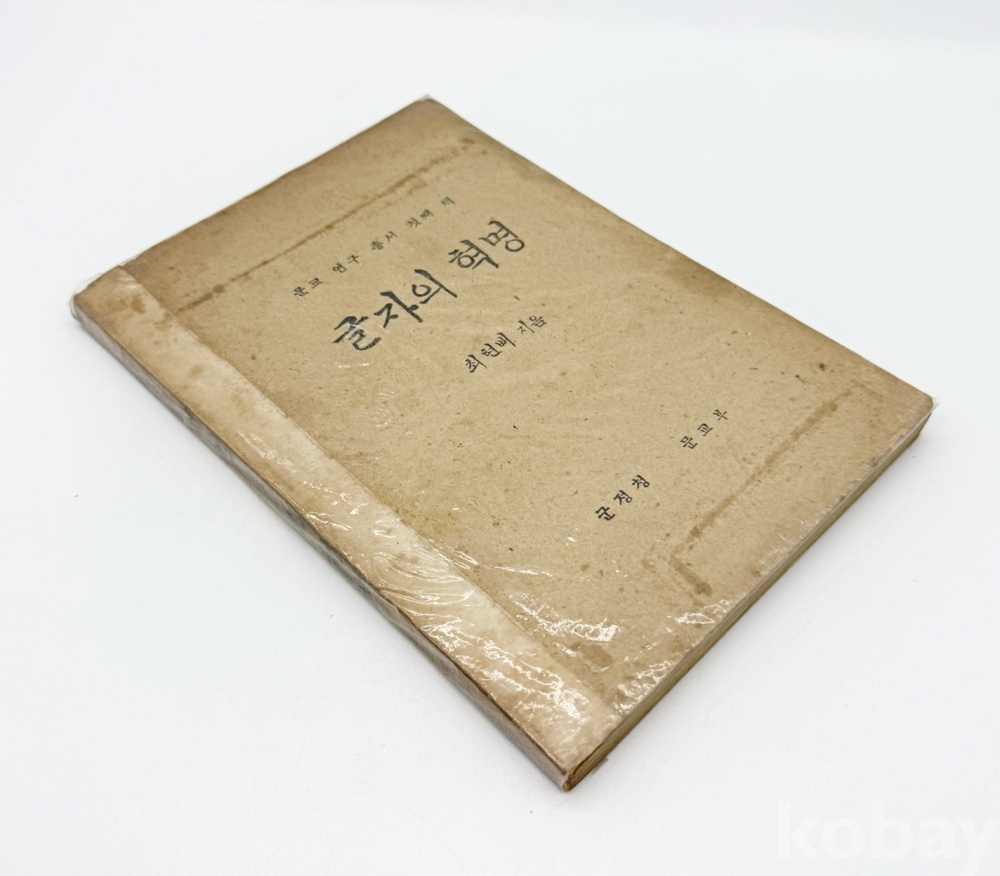 문교 연구 총서 첫째 책
글자의 혁명
최현배 지음
군정청 문교부
kobay